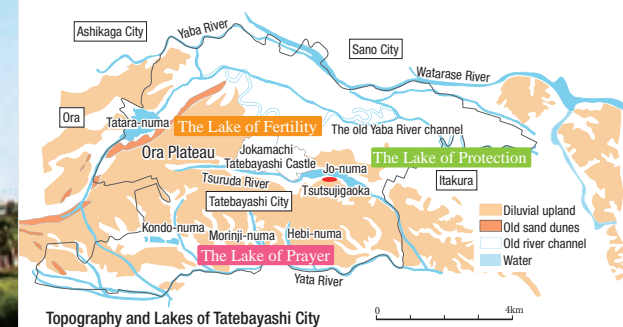 Ashikaga City
Yaba River
Sano City
Watarase River
Ora
Tatara-numa
The Lake of Fertility
The old Yaba River channel
Ora Plateau
Jokamachi
Tatebayashi Castle
Jo-numa
The Lake of Protection
Tsuruda River
Tsutsujigaoka
Itakura
Tatebayashi City
Diluvial upland
Old sand dunes
Old river channel
Water
Kondo-numa
Morinji-numa
Hebi-numa
The Lake of Prayer
Yata River
Topography and Lakes of Tatebayashi City
0 4km